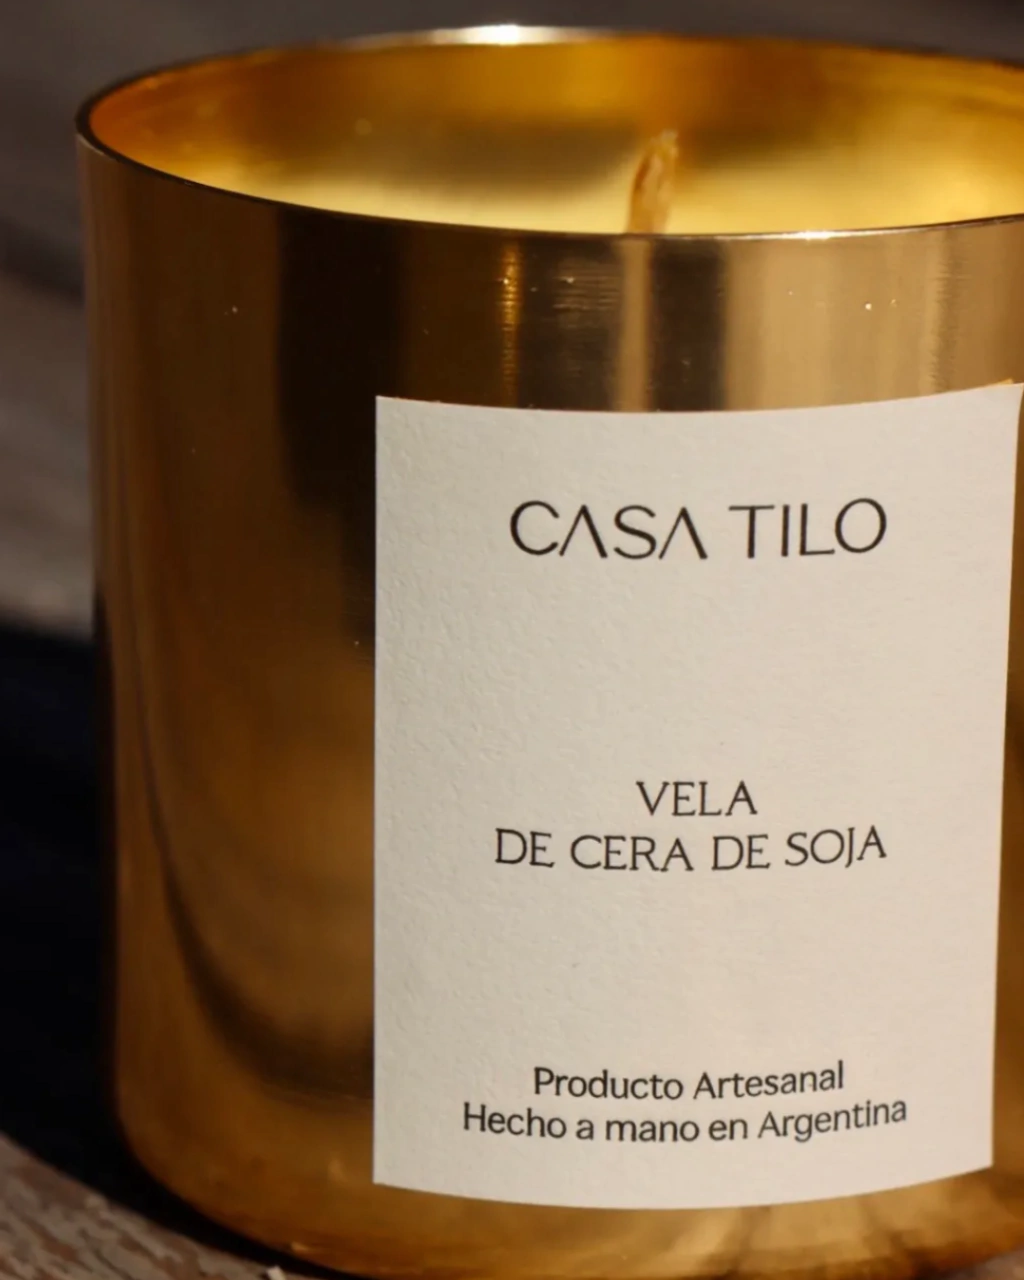 CASA TILO
VELA
DE CERA DE SOJA
Producto Artesanal
Hecho a mano en Argentina